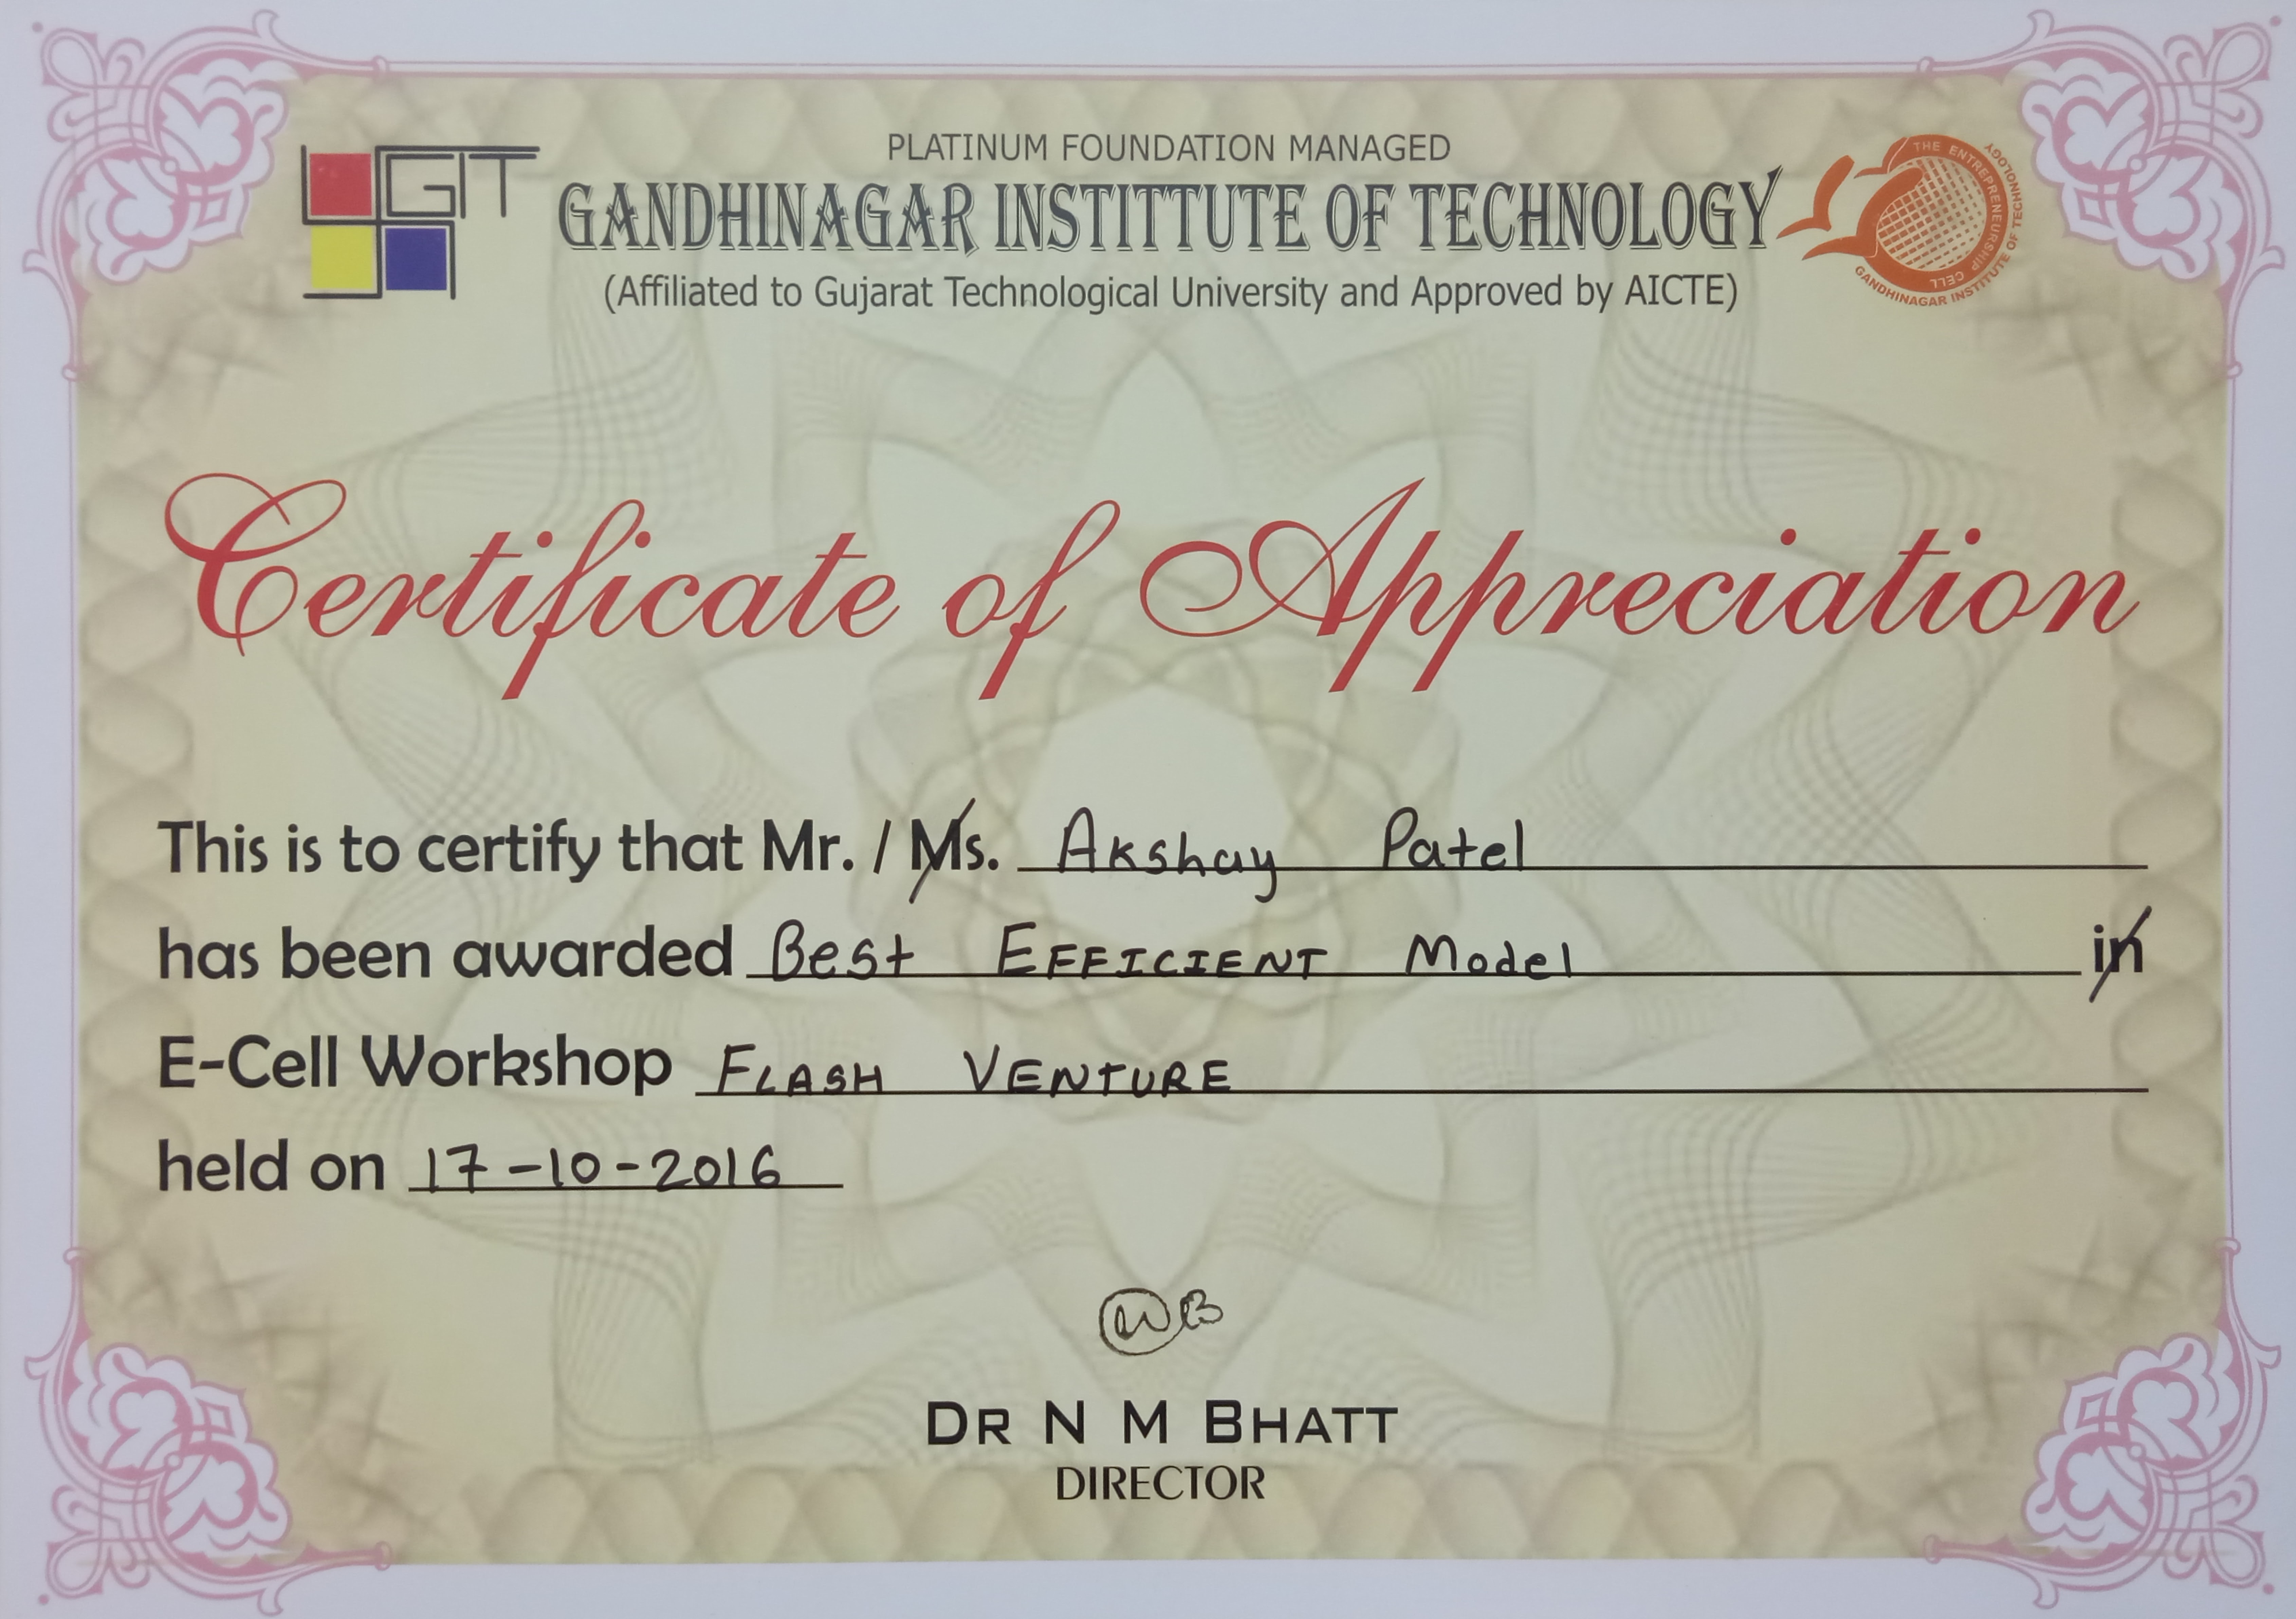 GIT
PLATINUM FOUNDATION MANAGED
GANDHINAGAR INSTITTUTE OF TECHNOLOGY
(Affiliated to Gujarat Technological University and Approved by AICTE)
THE ENTREPRENEURSHIP CELL
GANDHINAGAR INSTITUTE OF TECHNOLOGY
Certificate of Appreciation
This is to certify that Mr. / Ms. Akshay Patel
has been awarded Best EFFICIENT Model in
E-Cell Workshop FLASH VENTURE
held on 17-10-2016
DR N M BHATT
DIRECTOR